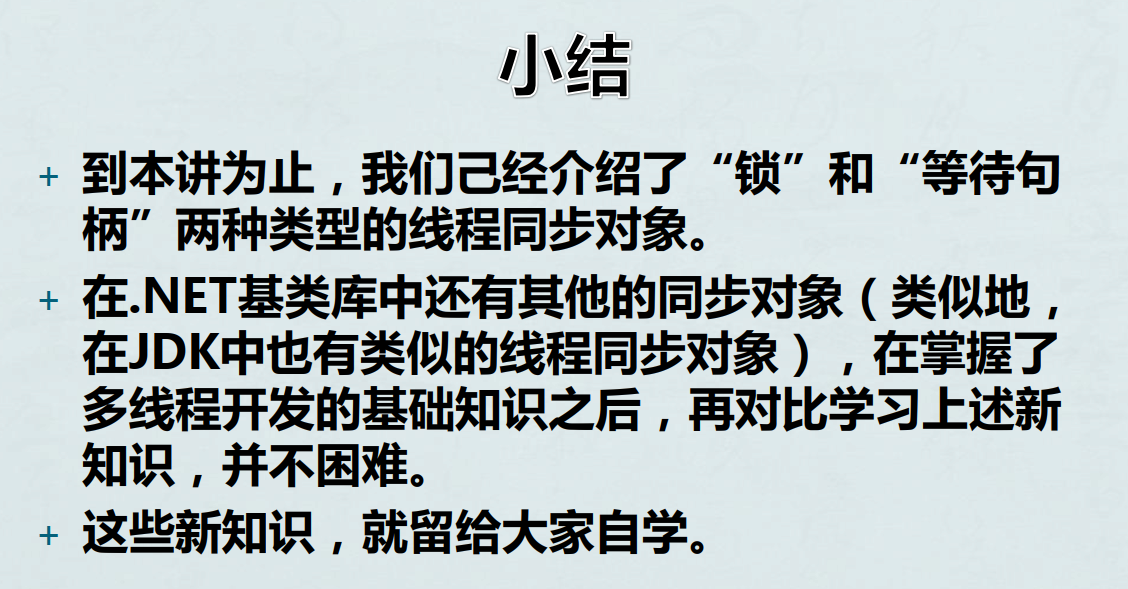 小结
+ 到本讲为止，我们己经介绍了“锁”和“等待句
柄”两种类型的线程同步对象。
+ 在.NET基类库中还有其他的同步对象（类似地，
在JDK中也有类似的线程同步对象），在掌握了
多线程开发的基础知识之后，再对比学习上述新
知识，并不困难。
+ 这些新知识，就留给大家自学。